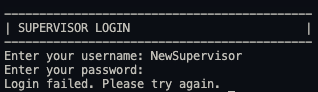 | SUPERVISOR LOGIN |
Enter your username: NewSupervisor
Enter your password:
Login failed. Please try again.